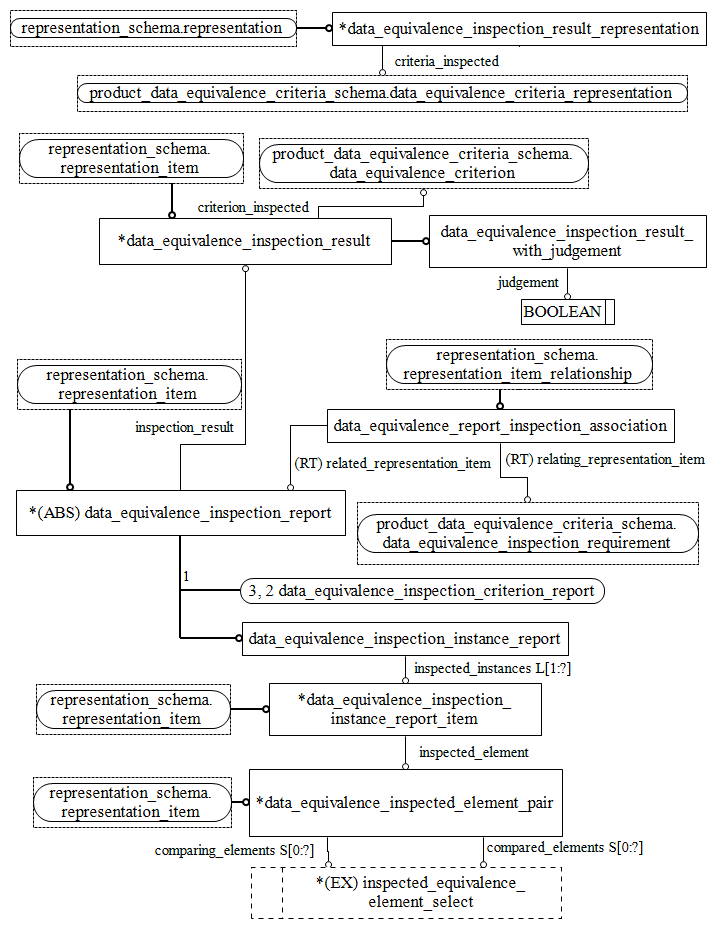 representation_schema.representation
*data_equivalence_inspection_result_representation
criteria_inspected
product_data_equivalence_criteria_schema.data_equivalence_criteria_representation
representation_schema.
representation_item
product_data_equivalence_criteria_schema.
data_equivalence_criterion
criterion_inspected
*data_equivalence_inspection_result
data_equivalence_inspection_result_
with_judgement
judgement
BOOLEAN
representation_schema.
representation_item_relationship
representation_schema.
representation_item
inspection_result
data_equivalence_report_inspection_association
(RT) related_representation_item
(RT) relating_representation_item
*(ABS) data_equivalence_inspection_report
product_data_equivalence_criteria_schema.
data_equivalence_inspection_requirement
1
3, 2 data_equivalence_inspection_criterion_report
data_equivalence_inspection_instance_report
inspected_instances L[1:?]
representation_schema.
representation_item
*data_equivalence_inspection_
instance_report_item
inspected_element
representation_schema.
representation_item
*data_equivalence_inspected_element_pair
comparing_elements S[0:?]
compared_elements S[0:?]
*(EX) inspected_equivalence_
element_select